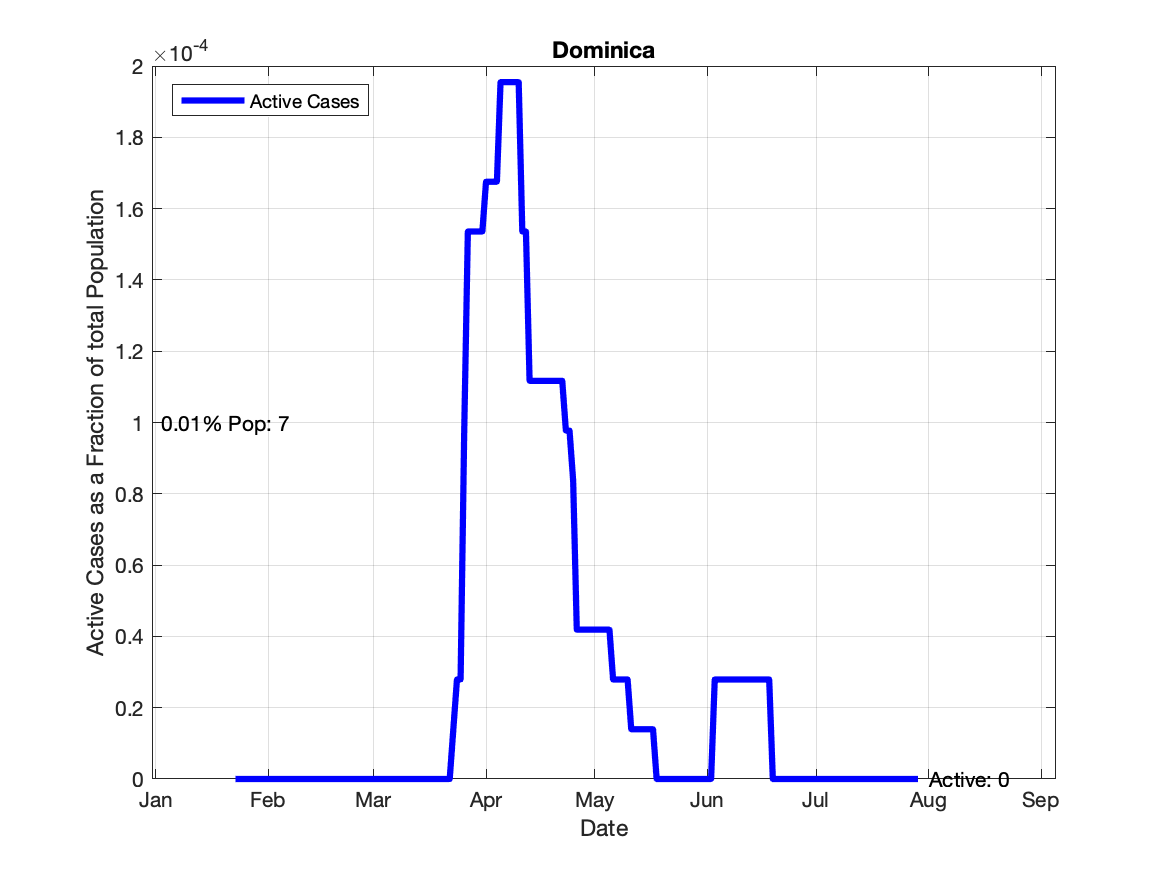 Dominica
×10-4
2
1.8
1.6
1.4
1.2
1
0.8
0.6
0.4
0.2
0
Active Cases as a Fraction of total Population
Active Cases
0.01% Pop: 7
Active: 0
Jan Feb Mar Apr May Jun Jul Aug Sep
Date